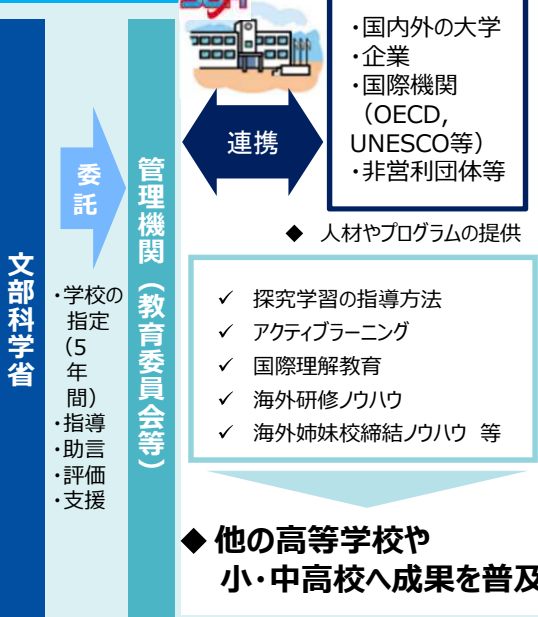 文部科学省
委
託
・学校の
指定
（5
年
間）
・指導
・助言
・評価
・支援
管理機関（教育委員会等）
連携
・国内外の大学
・企業
・国際機関
（OECD,
UNESCO等）
・非営利団体等
◆ 人材やプログラムの提供
✓ 探究学習の指導方法
✓ アクティブラーニング
✓ 国際理解教育
✓ 海外研修ノウハウ
✓ 海外姉妹校締結ノウハウ 等
◆ 他の高等学校や
小・中高校へ成果を普及